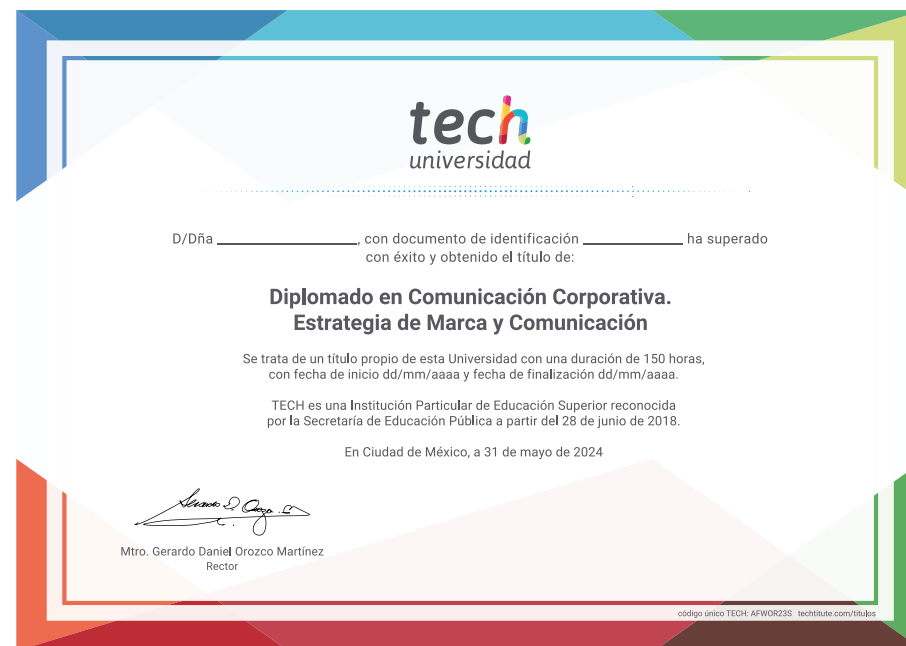 tech
universidad
D/Dña ____________________, con documento de identificación ______________ ha superado
con éxito y obtenido el título de:
Diplomado en Comunicación Corporativa.
Estrategia de Marca y Comunicación
Se trata de un título propio de esta Universidad con una duración de 150 horas,
con fecha de inicio dd/mm/aaaa y fecha de finalización dd/mm/aaaa.
TECH es una Institución Particular de Educación Superior reconocida
por la Secretaría de Educación Pública a partir del 28 de junio de 2018.
En Ciudad de México, a 31 de mayo de 2024
Mtro. Gerardo Daniel Orozco Martínez
Rector
código único TECH: AFWOR23S techtitute.com/titulos